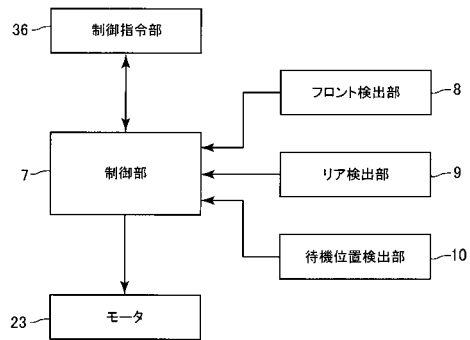 36
制御指令部
フロント検出部
8
7
制御部
リア検出部
9
待機位置検出部
10
23
モータ